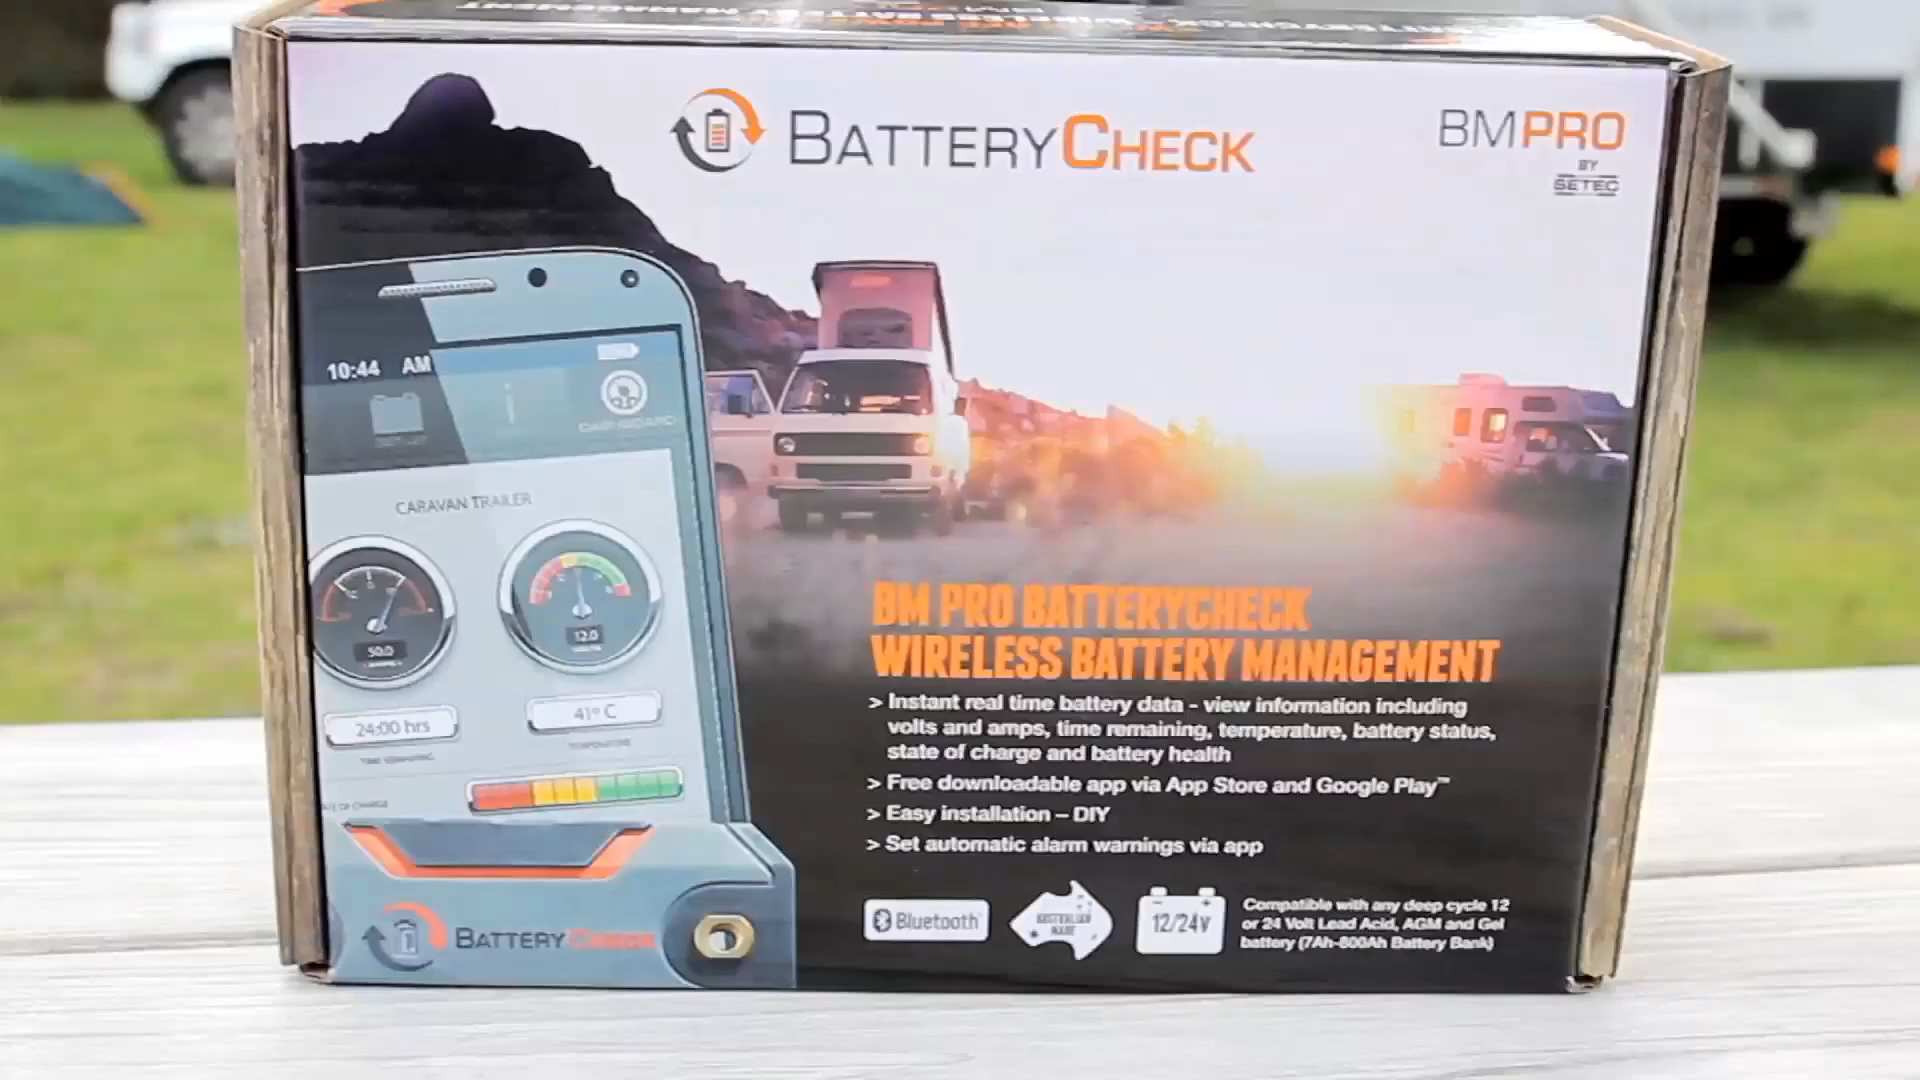 BATTERYCHECK
BMPRO
BY
SETEC
10:44 AM
DASHBOARD
CARAVAN TRAILER
50.0
12.0
24:00 hrs
41° C
BM PRO BATTERYCHECK
WIRELESS BATTERY MANAGEMENT
> Instant real time battery data - view information including
volts and amps, time remaining, temperature, battery status,
state of charge and battery health
> Free downloadable app via App Store and Google Play™
> Easy installation – DIY
> Set automatic alarm warnings via app
BATTERYCHECK
Bluetooth
AUSTRALIAN
MADE
12/24V
Compatible with any deep cycle 12
or 24 Volt Lead Acid, AGM and Gel
battery (7Ah-800Ah Battery Bank)